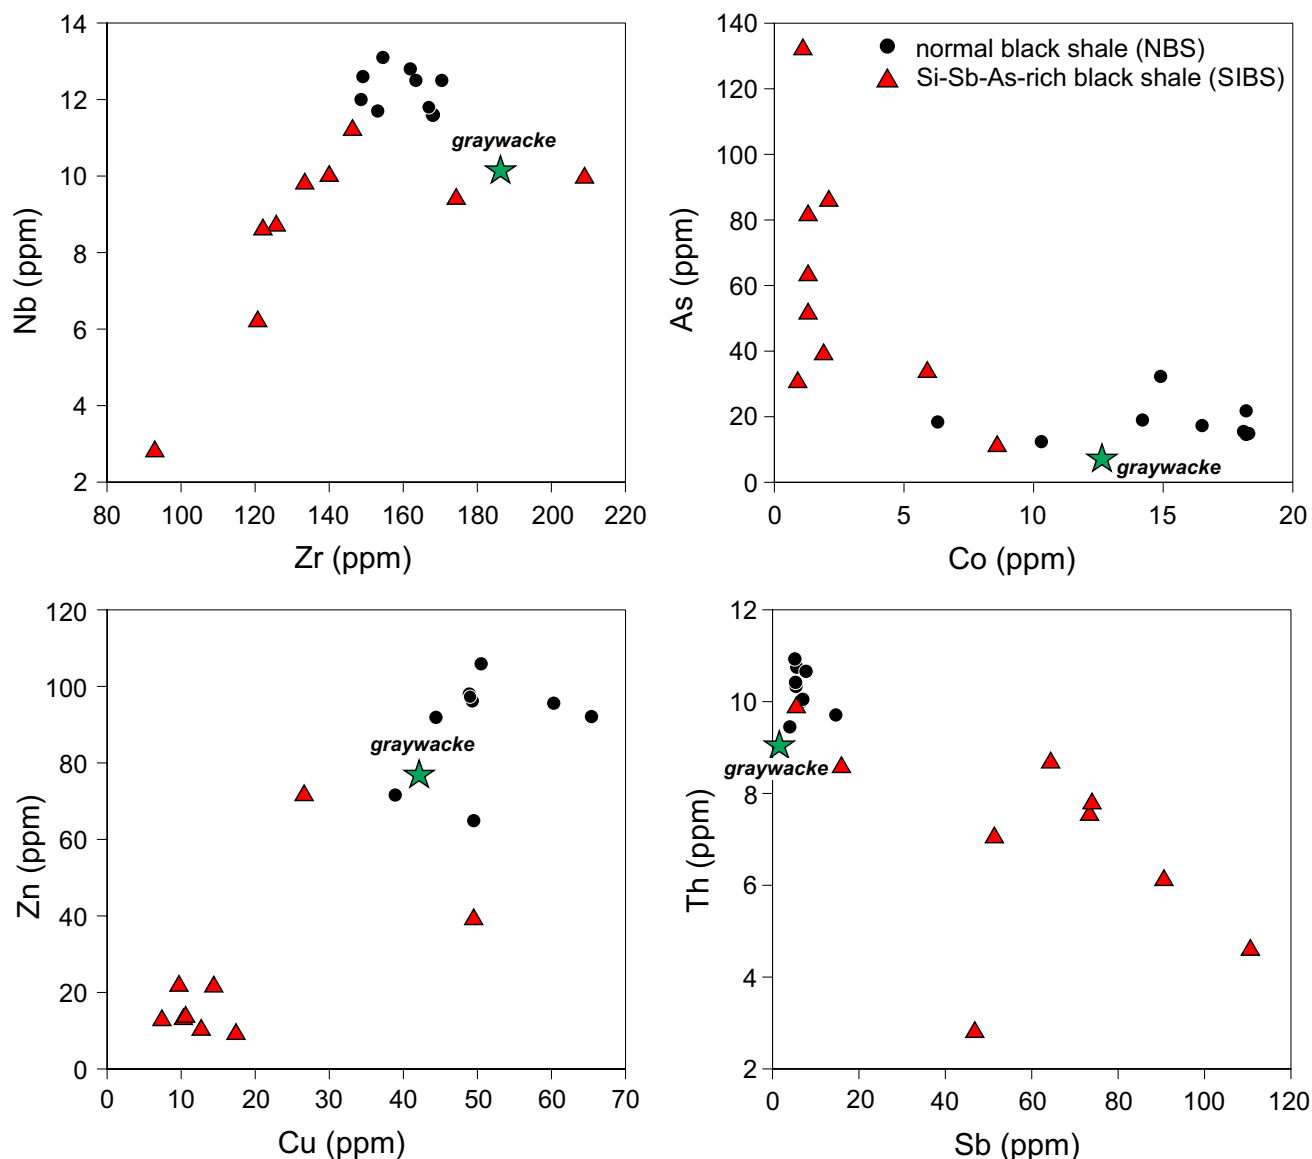 14
12
10
8
6
4
2
Nb (ppm)
graywacke
80 100 120 140 160 180 200 220
Zr (ppm)
140
120
100
80
60
40
20
0
As (ppm)
normal black shale (NBS)
Si-Sb-As-rich black shale (SIBS)
graywacke
0 5 10 15 20
Co (ppm)
120
100
80
60
40
20
0
Zn (ppm)
graywacke
0 10 20 30 40 50 60 70
Cu (ppm)
12
10
8
6
4
2
Th (ppm)
graywacke
0 20 40 60 80 100 120
Sb (ppm)